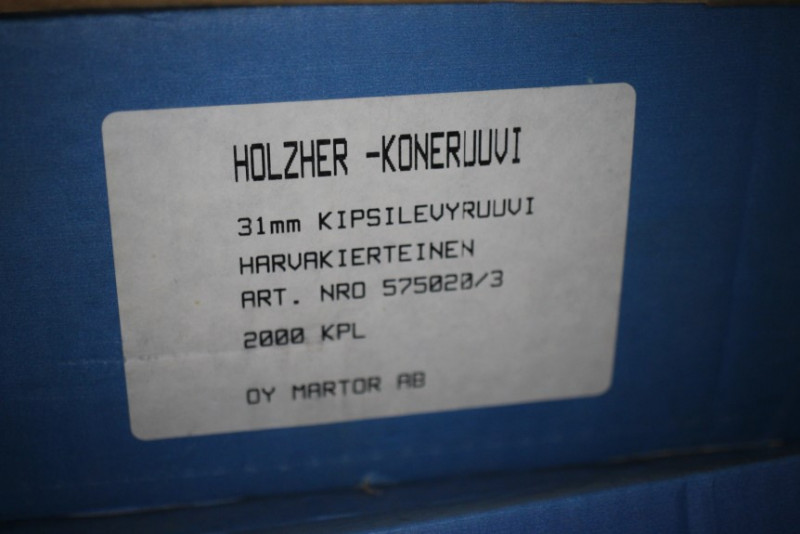 HOLZHER -KONERUUVI
31mm KIPSILEVYRUUVI
HARVAKIERTEINEN
ART. NRO 575020/3
2000 KPL
OY MARTOR AB